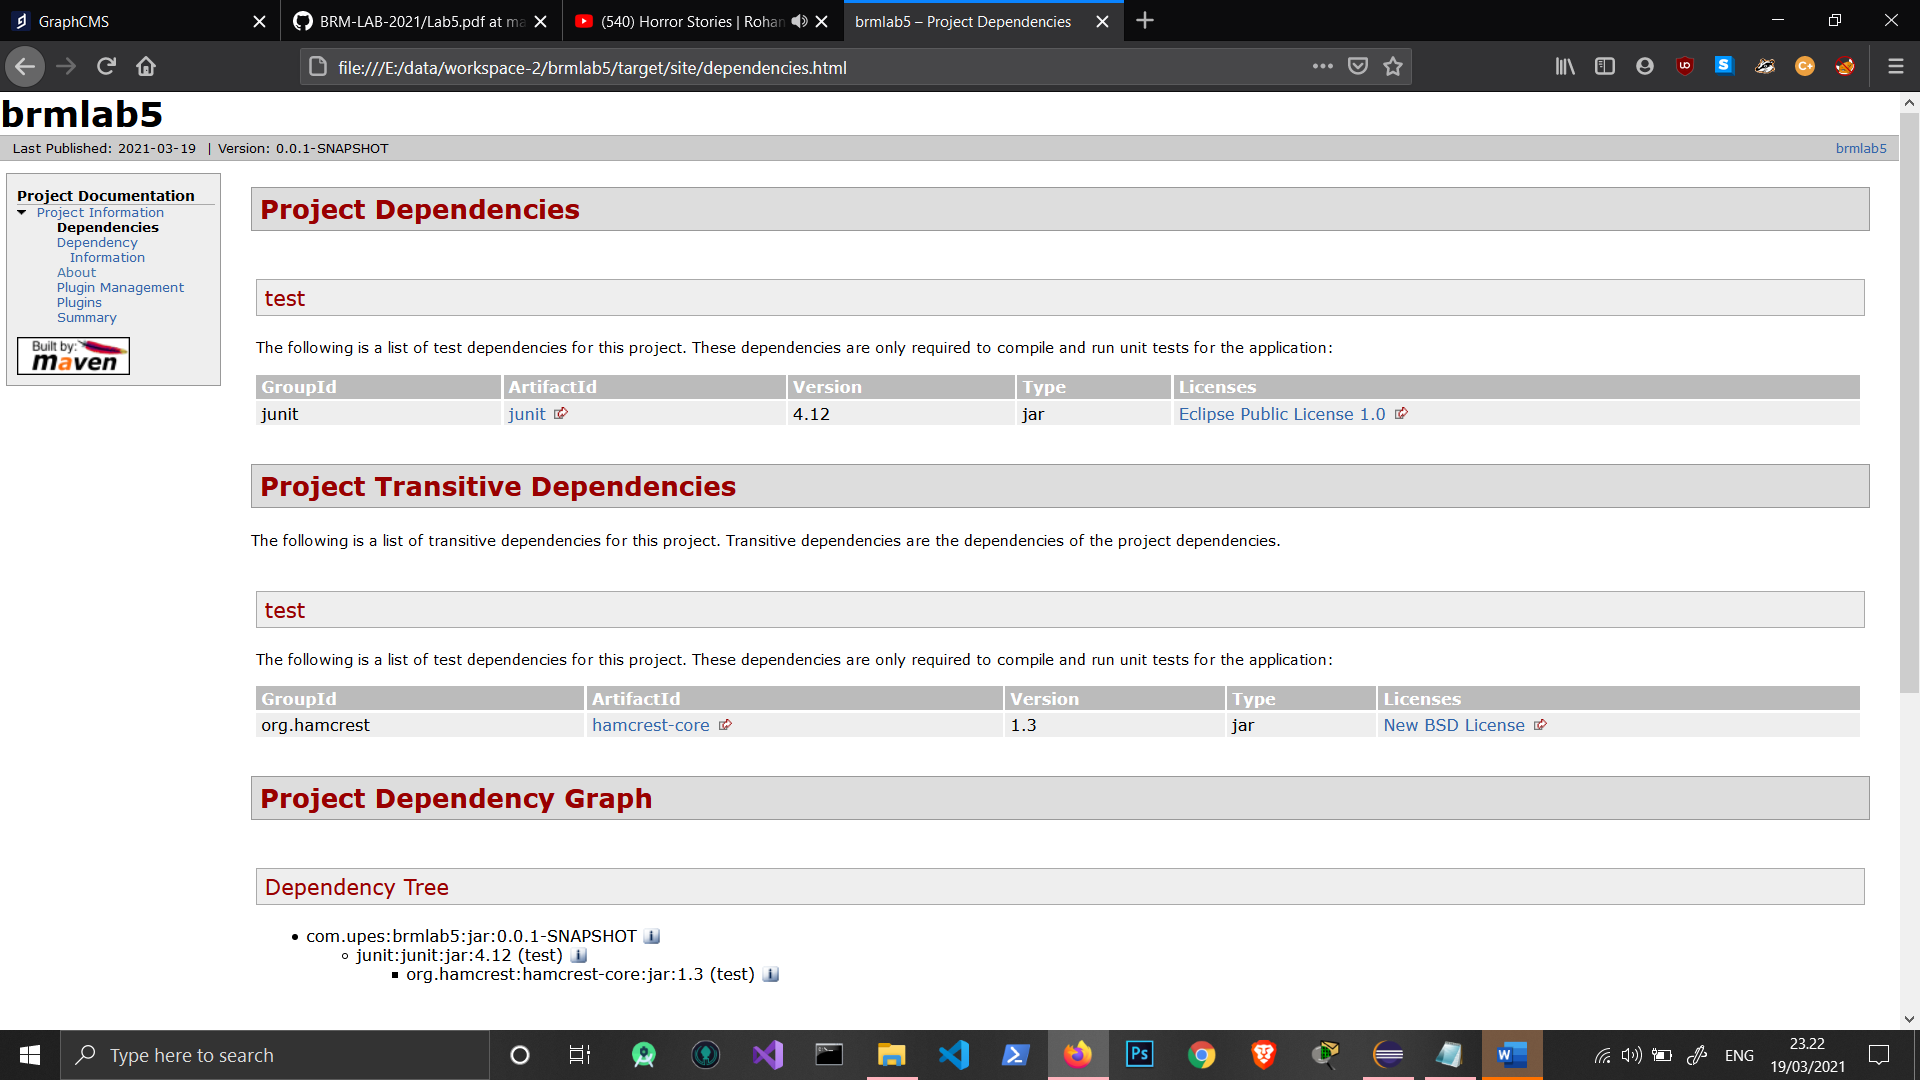 GraphCMS
BRM-LAB-2021/Lab5.pdf at ma
(540) Horror Stories | Rohan
brmlab5 – Project Dependencies
file:///E:/data/workspace-2/brmlab5/target/site/dependencies.html
brmlab5
Last Published: 2021-03-19 | Version: 0.0.1-SNAPSHOT
brmlab5
Project Documentation
Project Information
Dependencies
Dependency
Information
About
Plugin Management
Plugins
Summary
Built by:
maven
Project Dependencies
test
The following is a list of test dependencies for this project. These dependencies are only required to compile and run unit tests for the application:
GroupId ArtifactId Version Type Licenses
junit junit 4.12 jar Eclipse Public License 1.0
Project Transitive Dependencies
The following is a list of transitive dependencies for this project. Transitive dependencies are the dependencies of the project dependencies.
test
The following is a list of test dependencies for this project. These dependencies are only required to compile and run unit tests for the application:
GroupId ArtifactId Version Type Licenses
org.hamcrest hamcrest-core 1.3 jar New BSD License
Project Dependency Graph
Dependency Tree
com.upes:brmlab5:jar:0.0.1-SNAPSHOT
junit:junit:jar:4.12 (test)
org.hamcrest:hamcrest-core:jar:1.3 (test)
Type here to search
Ps
W
ENG
23.22
19/03/2021